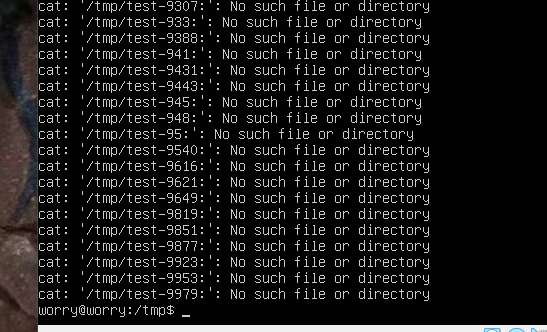 cat: '/tmp/test-9307:': No such file or directory
cat: '/tmp/test-933:': No such file or directory
cat: '/tmp/test-9388:': No such file or directory
cat: '/tmp/test-941:': No such file or directory
cat: '/tmp/test-9431:': No such file or directory
cat: '/tmp/test-9443:': No such file or directory
cat: '/tmp/test-945:': No such file or directory
cat: '/tmp/test-948:': No such file or directory
cat: '/tmp/test-95:': No such file or directory
cat: '/tmp/test-9540:': No such file or directory
cat: '/tmp/test-9616:': No such file or directory
cat: '/tmp/test-9621:': No such file or directory
cat: '/tmp/test-9649:': No such file or directory
cat: '/tmp/test-9819:': No such file or directory
cat: '/tmp/test-9851:': No such file or directory
cat: '/tmp/test-9877:': No such file or directory
cat: '/tmp/test-9923:': No such file or directory
cat: '/tmp/test-9953:': No such file or directory
cat: '/tmp/test-9979:': No such file or directory
worry@worry:/tmp$ _